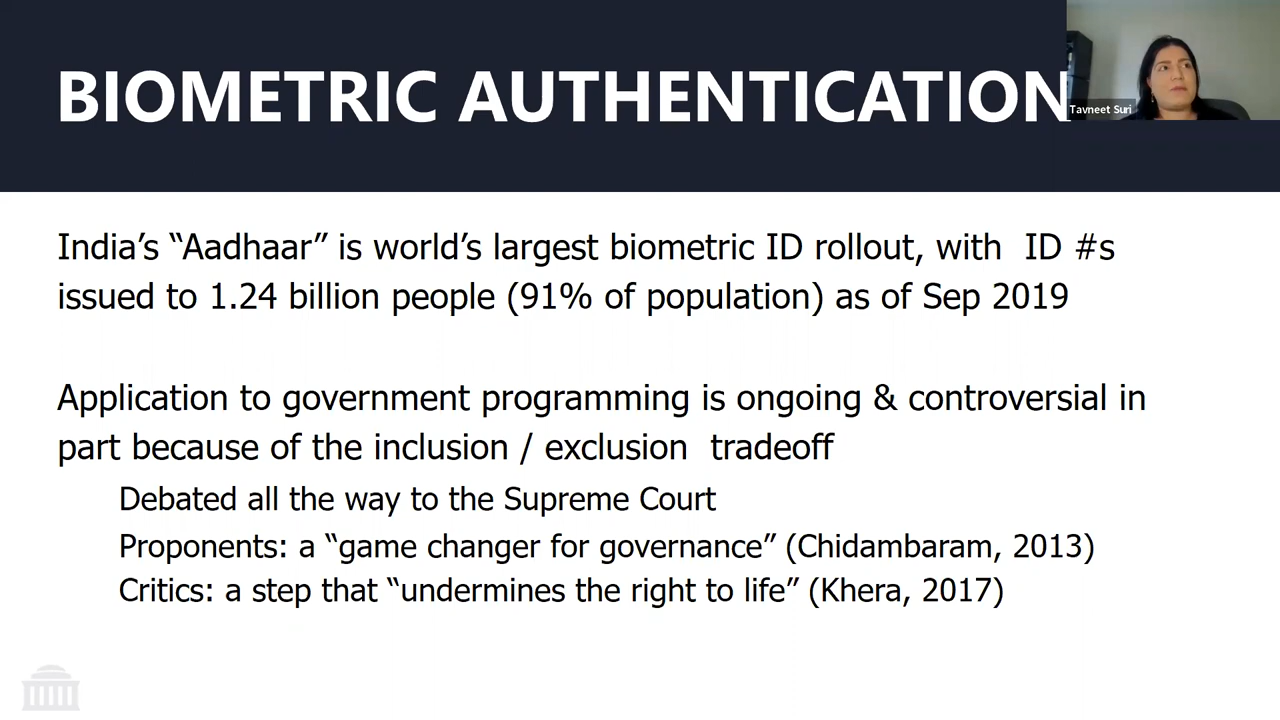 BIOMETRIC AUTHENTICATION
Tavneet Suri
India’s “Aadhaar” is world’s largest biometric ID rollout, with ID #s
issued to 1.24 billion people (91% of population) as of Sep 2019
Application to government programming is ongoing & controversial in
part because of the inclusion / exclusion tradeoff
Debated all the way to the Supreme Court
Proponents: a “game changer for governance” (Chidambaram, 2013)
Critics: a step that “undermines the right to life” (Khera, 2017)